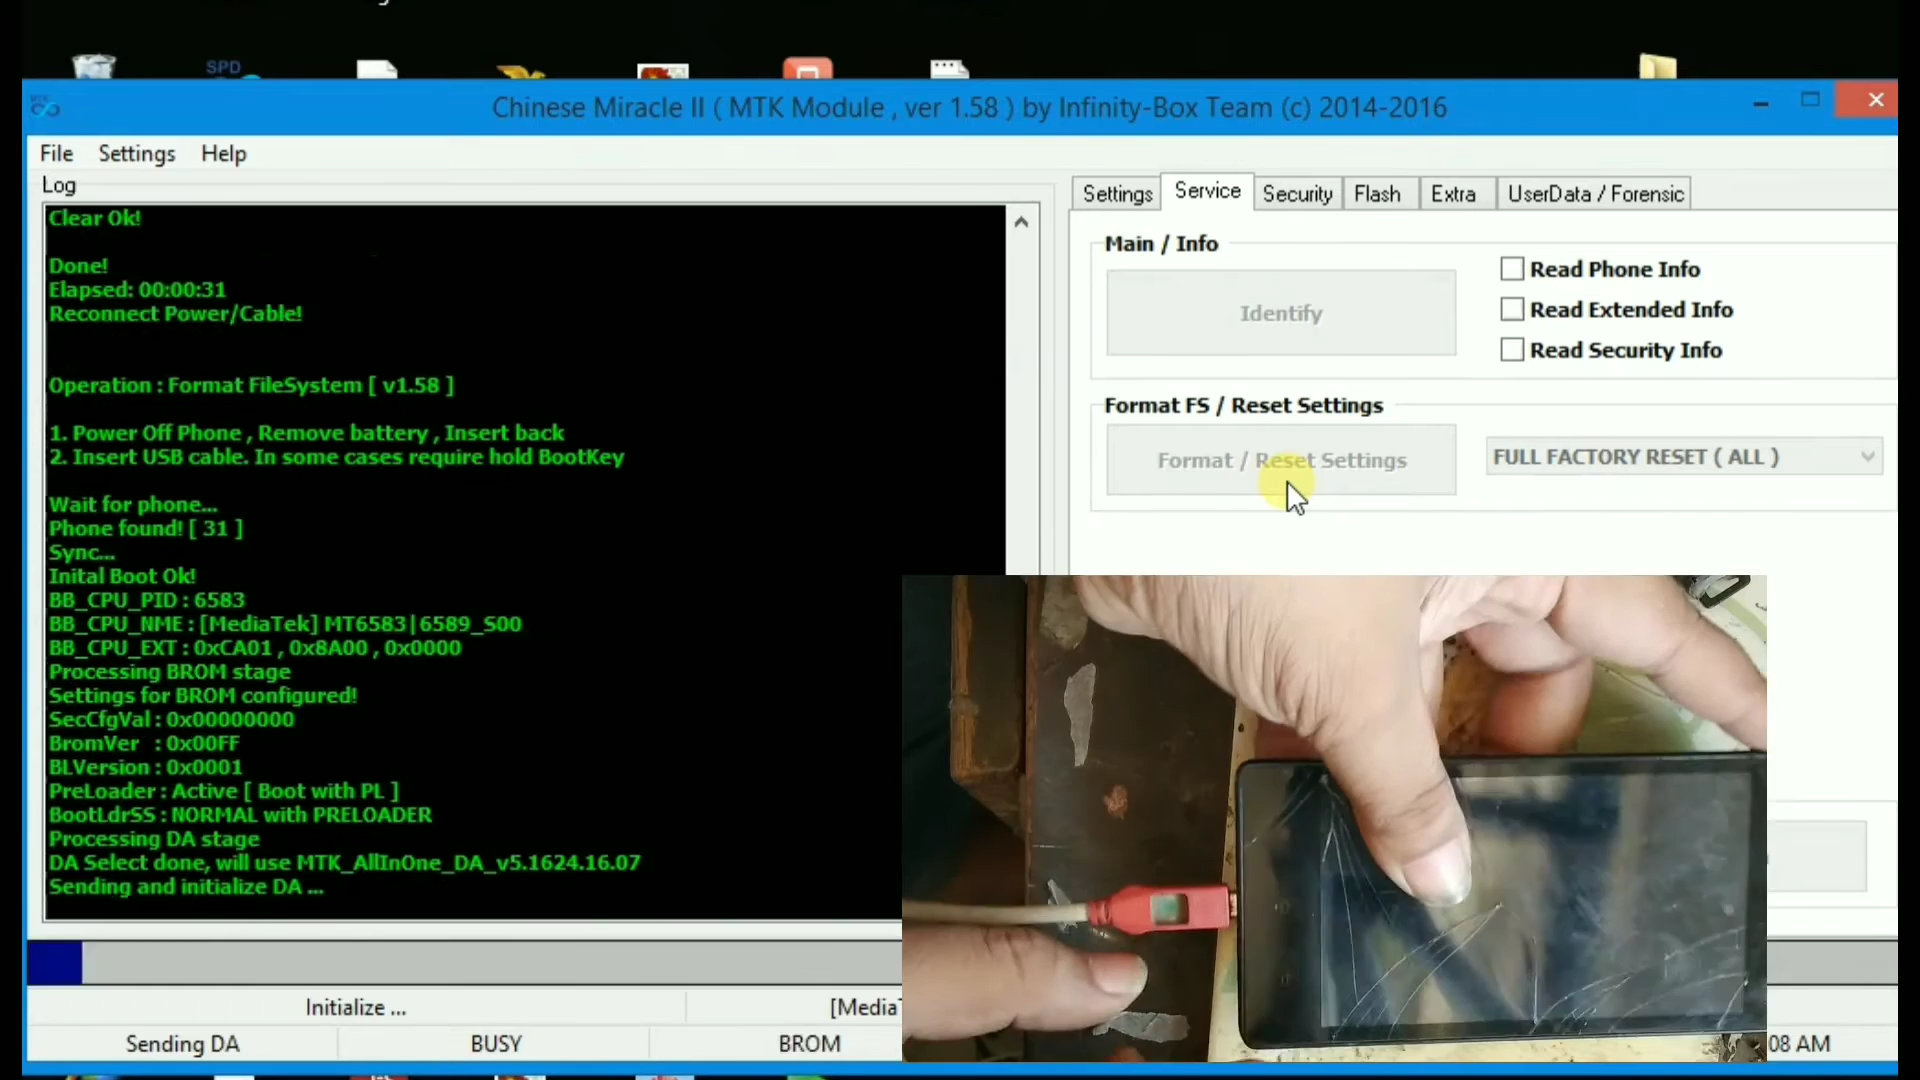 SPD
Chinese Miracle II ( MTK Module , ver 1.58 ) by Infinity-Box Team (c) 2014-2016
File Settings Help
Log
Clear Ok!
Done!
Elapsed: 00:00:31
Reconnect Power/Cable!
Operation : Format FileSystem [ v1.58 ]
1. Power Off Phone , Remove battery , Insert back
2. Insert USB cable. In some cases require hold BootKey
Wait for phone...
Phone found! [ 31 ]
Sync...
Inital Boot Ok!
BB_CPU_PID : 6583
BB_CPU_NME : [MediaTek] MT6583|6589_S00
BB_CPU_EXT : 0xCA01 , 0x8A00 , 0x0000
Processing BROM stage
Settings for BROM configured!
SecCfgVal : 0x00000000
BromVer : 0x00FF
BLVersion : 0x0001
PreLoader : Active [ Boot with PL ]
BootLdrSS : NORMAL with PRELOADER
Processing DA stage
DA Select done, will use MTK_AllInOne_DA_v5.1624.16.07
Sending and initialize DA ...
Settings Service Security Flash Extra UserData / Forensic
Main / Info
Identify
Read Phone Info
Read Extended Info
Read Security Info
Format FS / Reset Settings
Format / Reset Settings
FULL FACTORY RESET ( ALL )
Initialize ... [Media
Sending DA BUSY BROM 08 AM